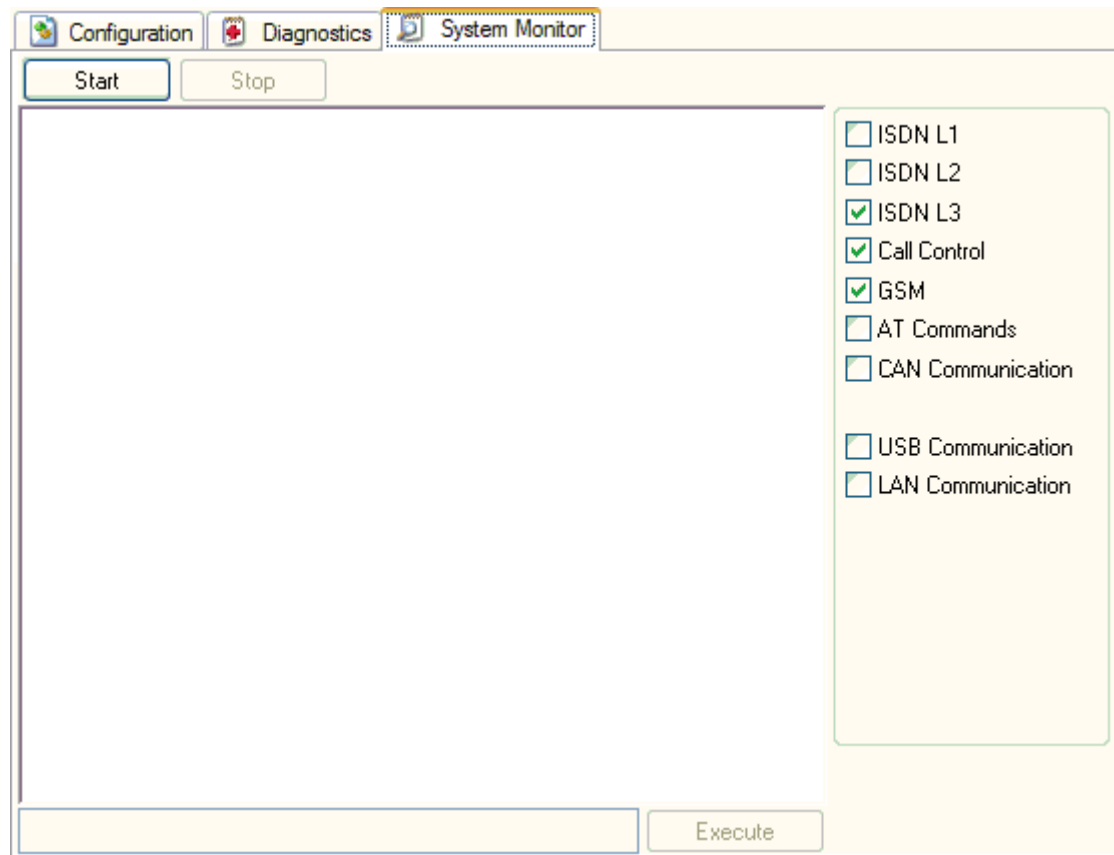 Configuration Diagnostics System Monitor
Start Stop
ISDN L1
ISDN L2
ISDN L3
Call Control
GSM
AT Commands
CAN Communication
USB Communication
LAN Communication
Execute